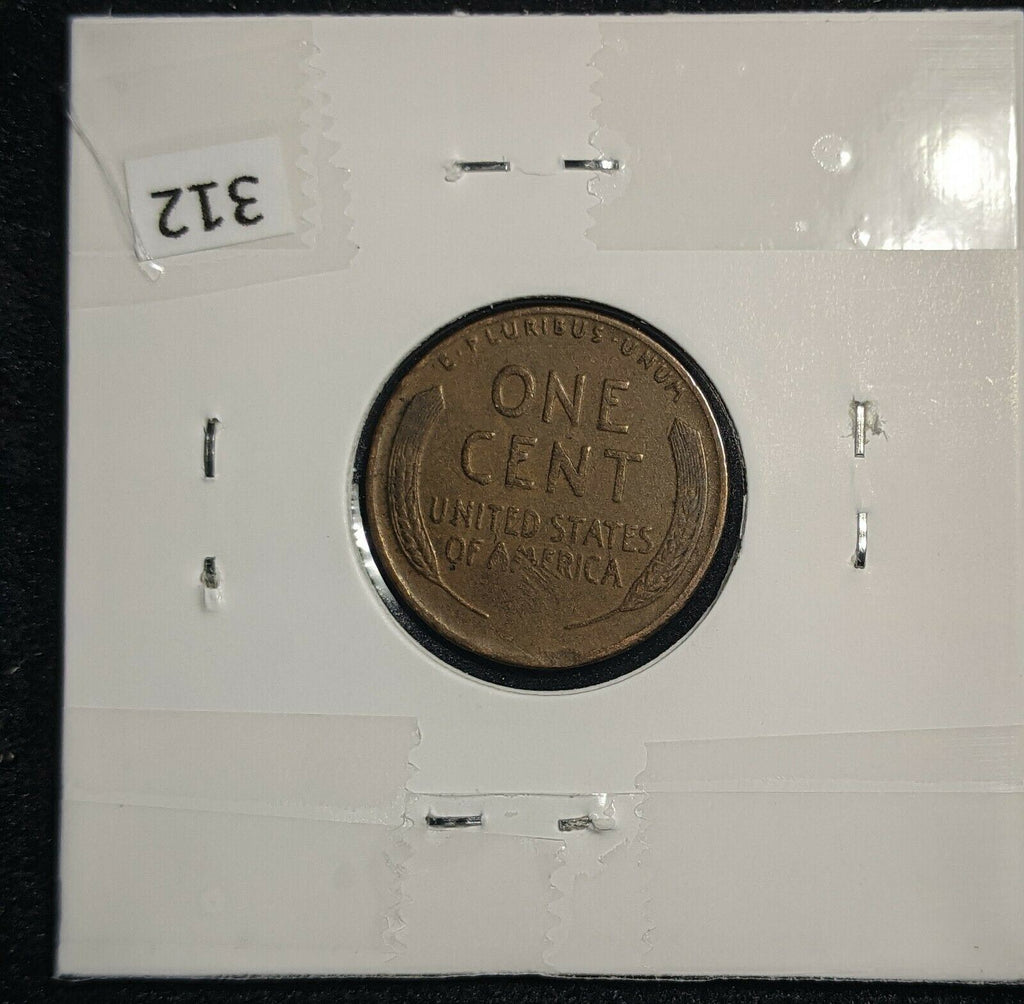 312
E·PLURIBUS·UNUM
ONE
CENT
UNITED STATES
OF AMERICA